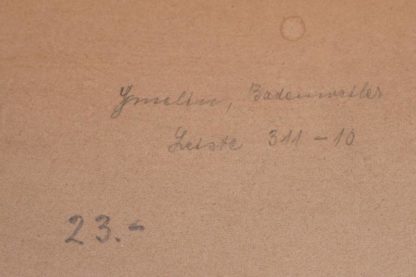 Gmelin, Badenweiler
Leiste 311 – 10
23.-